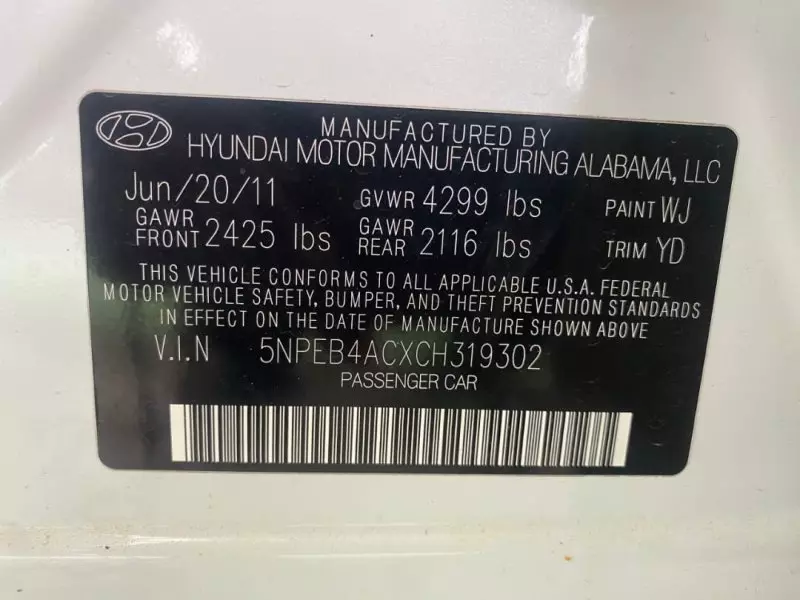 MANUFACTURED BY
HYUNDAI MOTOR MANUFACTURING ALABAMA, LLC
Jun/20/11 GVWR 4299 lbs PAINT WJ
GAWR FRONT 2425 lbs GAWR REAR 2116 lbs TRIM YD
THIS VEHICLE CONFORMS TO ALL APPLICABLE U.S.A. FEDERAL
MOTOR VEHICLE SAFETY, BUMPER, AND THEFT PREVENTION STANDARDS
IN EFFECT ON THE DATE OF MANUFACTURE SHOWN ABOVE
V.I.N 5NPEB4ACXCH319302
PASSENGER CAR